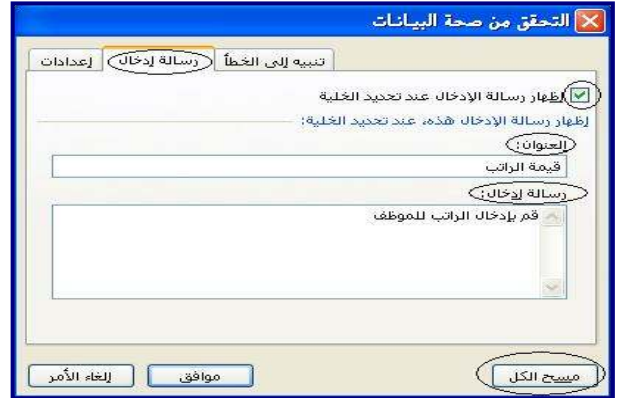 التحقق من صحة البيانات
إعدادات رسالة إدخال تنبيه إلى الخطأ
إظهار رسالة الإدخال عند تحديد الخلية
إظهار رسالة الإدخال هذه، عند تحديد الخلية:
العنوان:
قيمة الراتب
رسالة إدخال:
قم بإدخال الراتب للموظف
مسح الكل موافق إلغاء الأمر